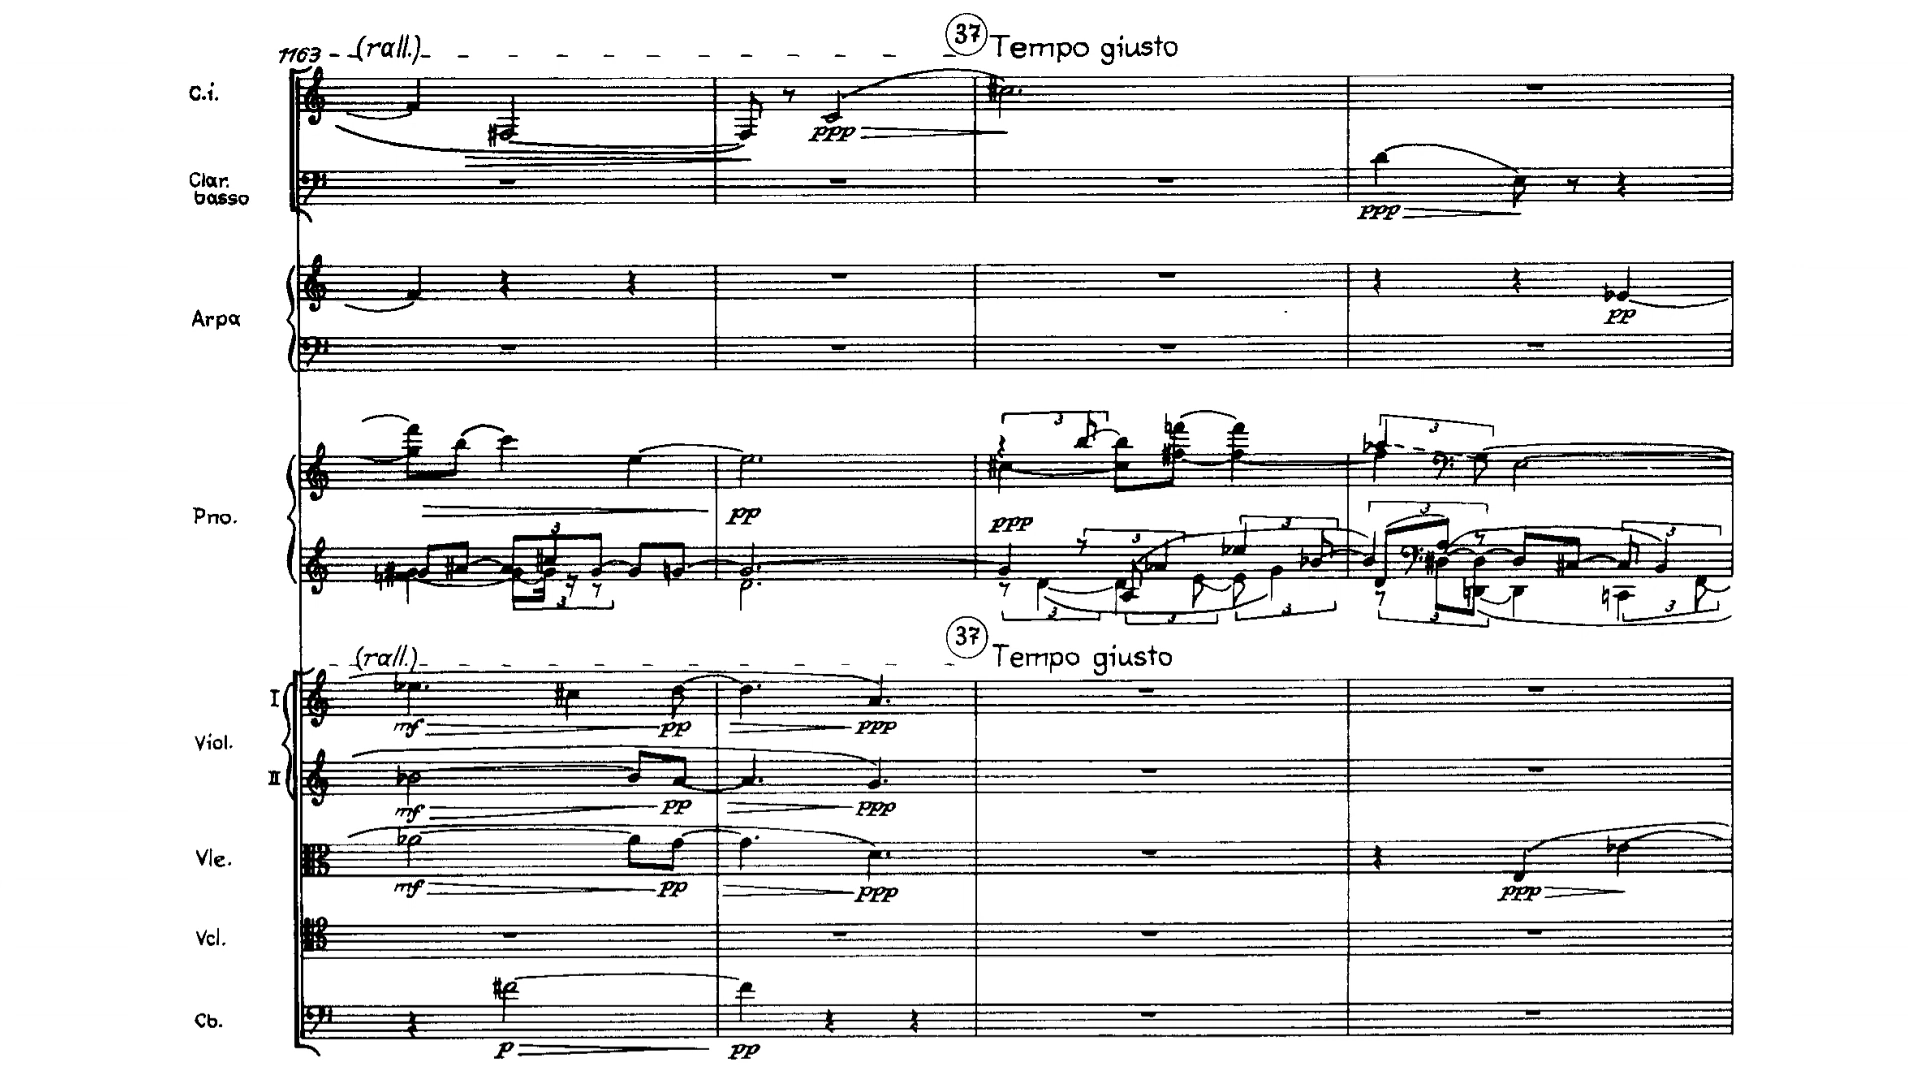 1163 (rall.) 37 Tempo giusto
C.i.
ppp
Clar.
basso
ppp
Arpa
pp
3 3
Pno.
pp ppp
3 3 3 3 3
3 3 3 3 3 3
(rall.) 37 Tempo giusto
I
mf pp ppp
Viol.
II
mf pp ppp
Vle.
mf pp ppp ppp
Vcl.
Cb.
p pp